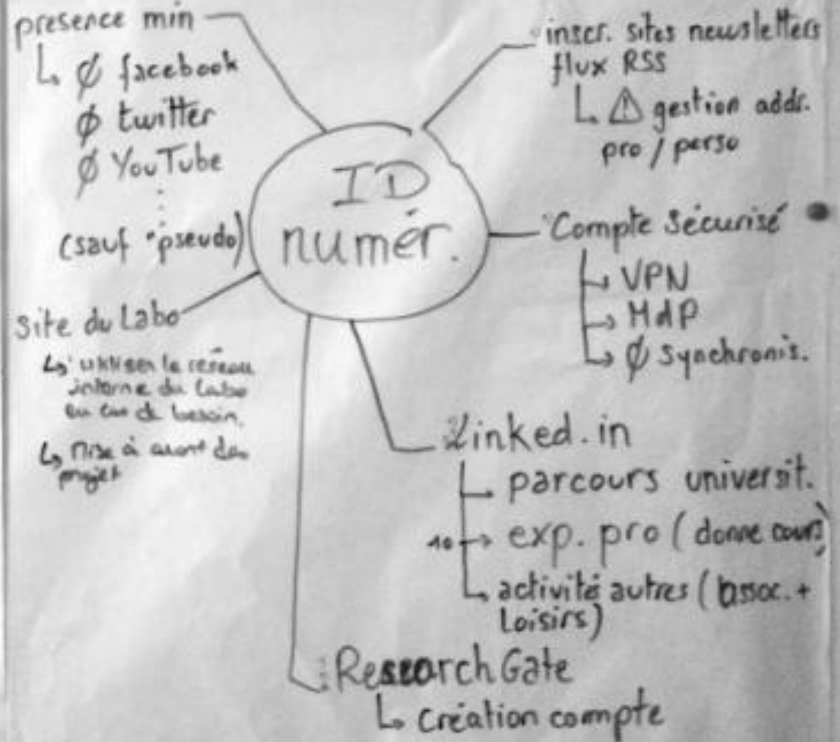 presence min
↳ ∅ facebook
∅ twitter
∅ YouTube
(sauf pseudo)
ID
numér.
inscr. sites newsletters
flux RSS
↳ ⚠ gestion addr.
pro / perso
Compte Sécurisé
→ VPN
→ MdP
↳ ∅ Synchronis.
Site du Labo
↳ utiliser le réseau
interne du Labo
en cas de besoin.
↳ Mise à avant des
projet
Linked.in
parcours universit.
10 → exp. pro (donne cours)
↳ activités autres (assoc. +
Loisirs)
ResearchGate
↳ Création compte